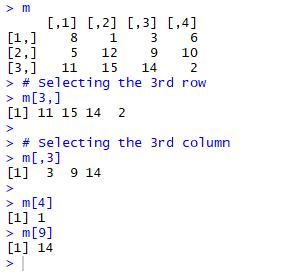 > m
     [,1] [,2] [,3] [,4]
[1,]    8    1    3    6
[2,]    5   12    9   10
[3,]   11   15   14    2
> # Selecting the 3rd row
> m[3,]
[1] 11 15 14  2
>
> # Selecting the 3rd column
> m[,3]
[1]  3  9 14
>
> m[4]
[1] 1
> m[9]
[1] 14
>